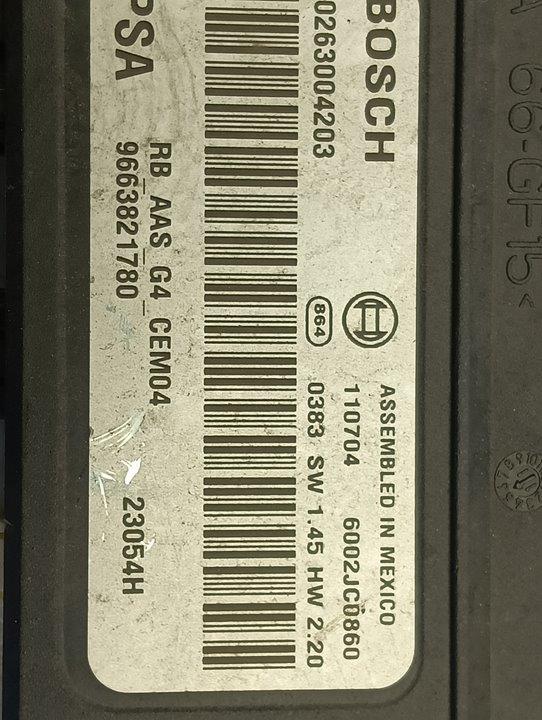 BOSCH
ASSEMBLED IN MEXICO
110704 6002JC0860
0263004203
864
0383 SW 1.45 HW 2.20
PSA
RB_AAS_G4_CEM04
9663821780
23054H